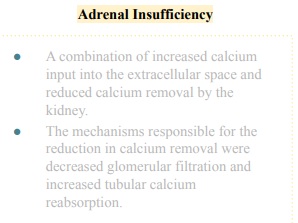 Adrenal Insufficiency
● A combination of increased calcium
input into the extracellular space and
reduced calcium removal by the
kidney.
● The mechanisms responsible for the
reduction in calcium removal were
decreased glomerular filtration and
increased tubular calcium
reabsorption.